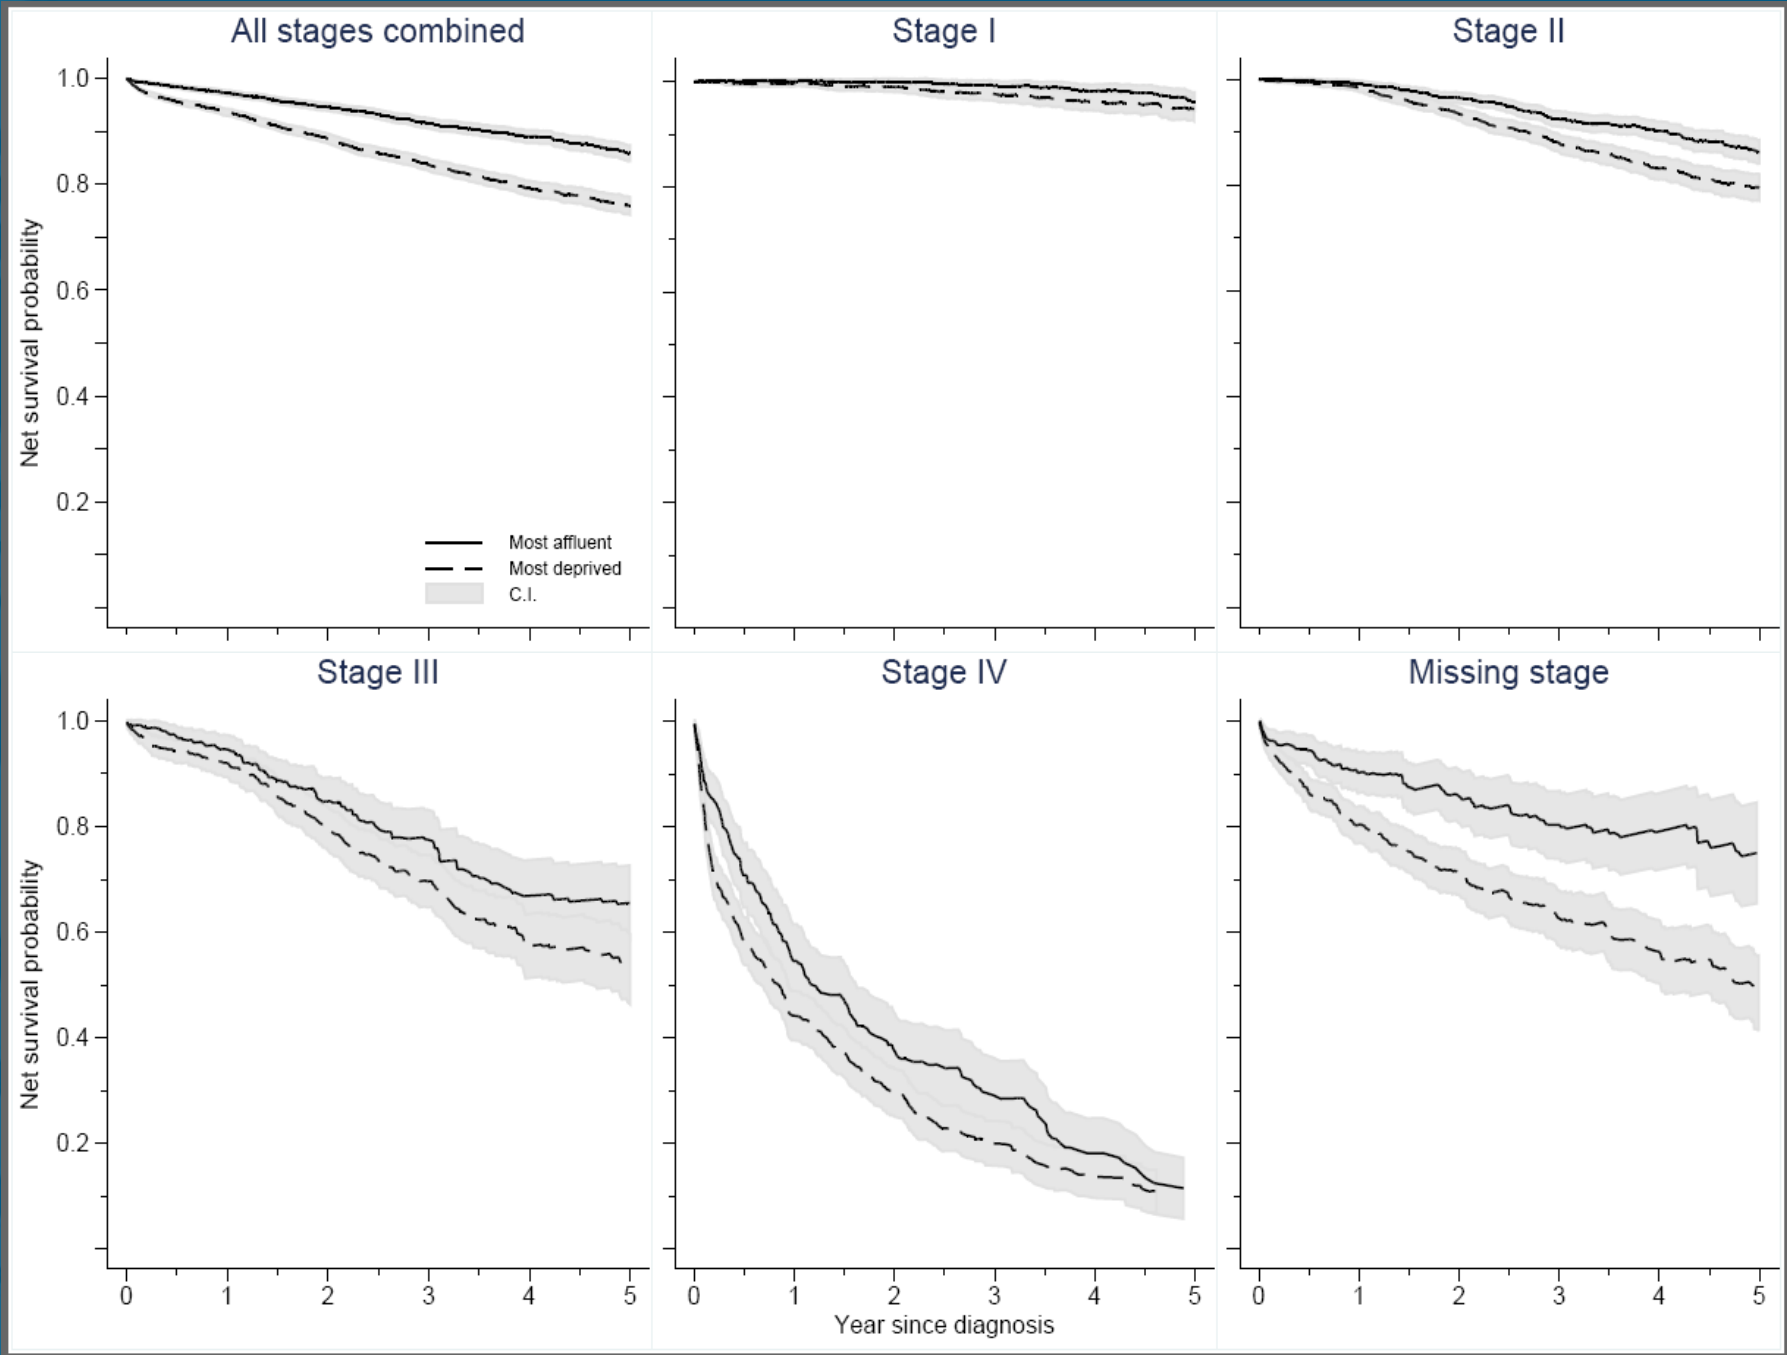 All stages combined
Stage I
Stage II
1.0
0.8
0.6
0.4
0.2
Net survival probability
Most affluent
Most deprived
C.I.
Stage III
Stage IV
Missing stage
1.0
0.8
0.6
0.4
0.2
Net survival probability
0 1 2 3 4 5
0 1 2 3 4 5
0 1 2 3 4 5
Year since diagnosis